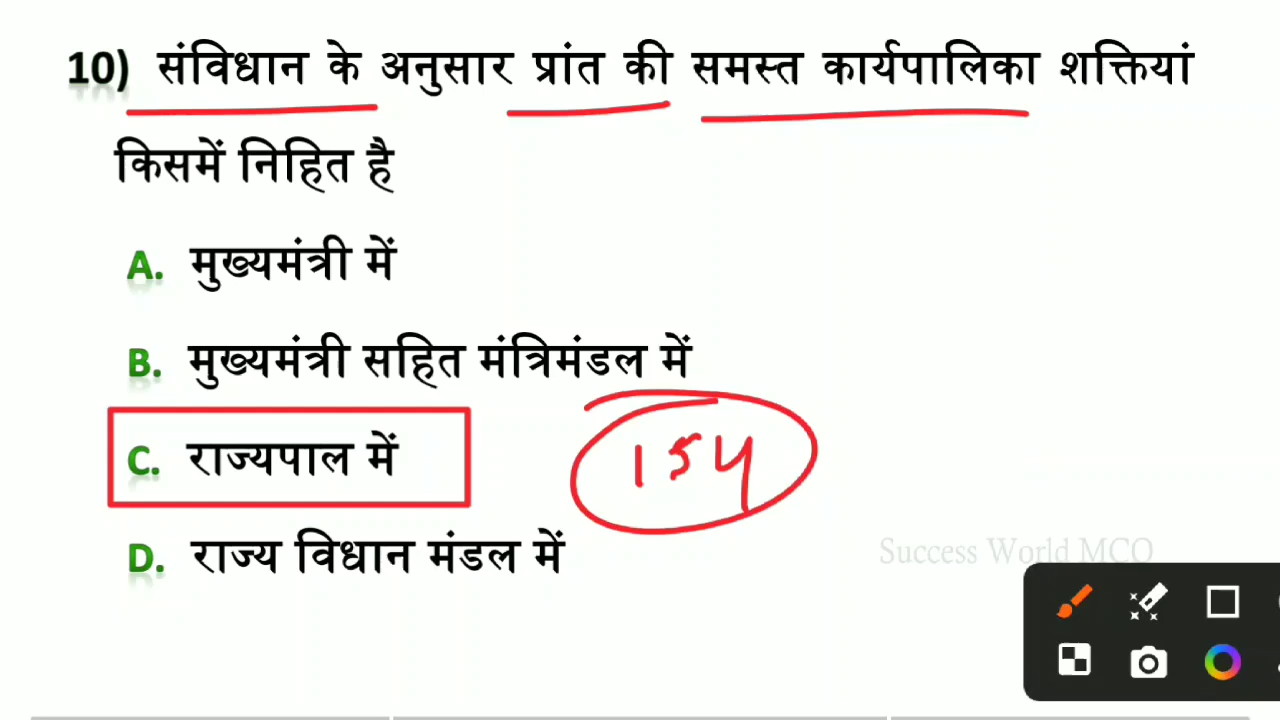 10) संविधान के अनुसार प्रांत की समस्त कार्यपालिका शक्तियां
किसमें निहित है
A. मुख्यमंत्री में
B. मुख्यमंत्री सहित मंत्रिमंडल में
C. राज्यपाल में
154
D. राज्य विधान मंडल में
Success World MCQ